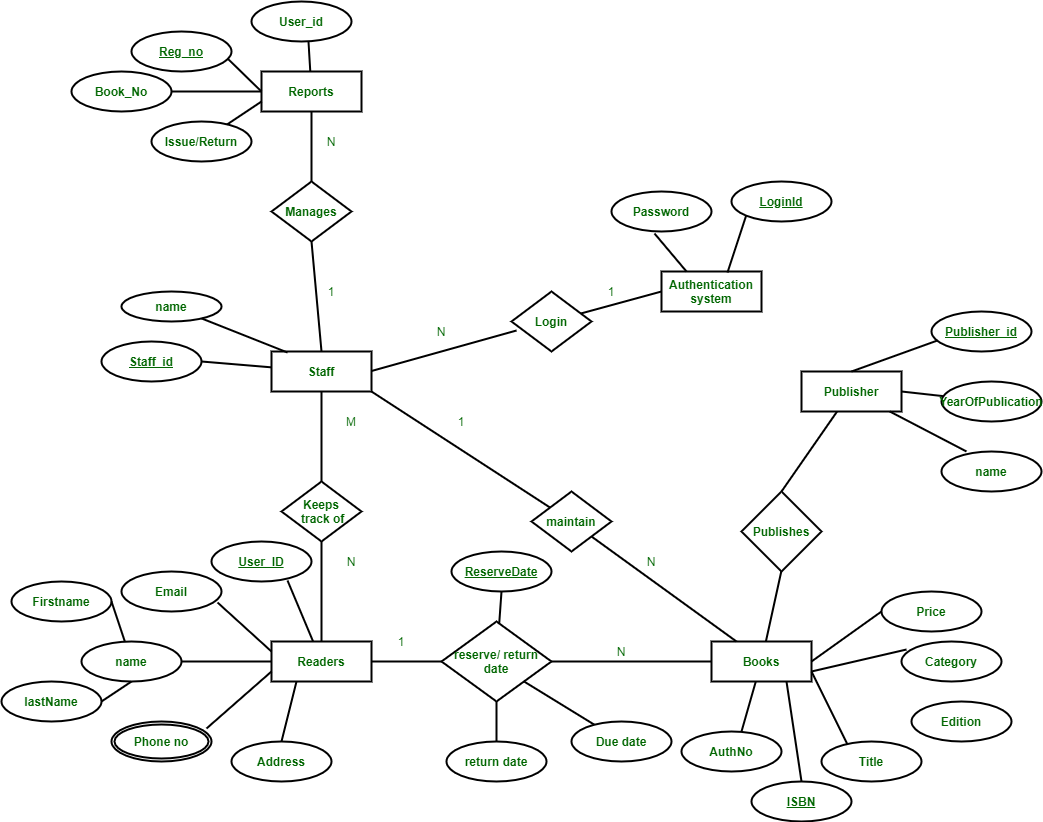 User_id
Reg_no
Reports
Book_No
Issue/Return
N
Manages
Password
LoginId
1
Authentication
system
1
name
Login
N
Staff_id
Staff
Publisher_id
Publisher
YearOfPublication
name
M
1
Keeps
track of
maintain
Publishes
User_ID
N
N
ReserveDate
Email
Firstname
Price
name
Readers
1
reserve/ return
date
N
Books
Category
lastName
Edition
Phone no
Address
return date
Due date
AuthNo
Title
ISBN